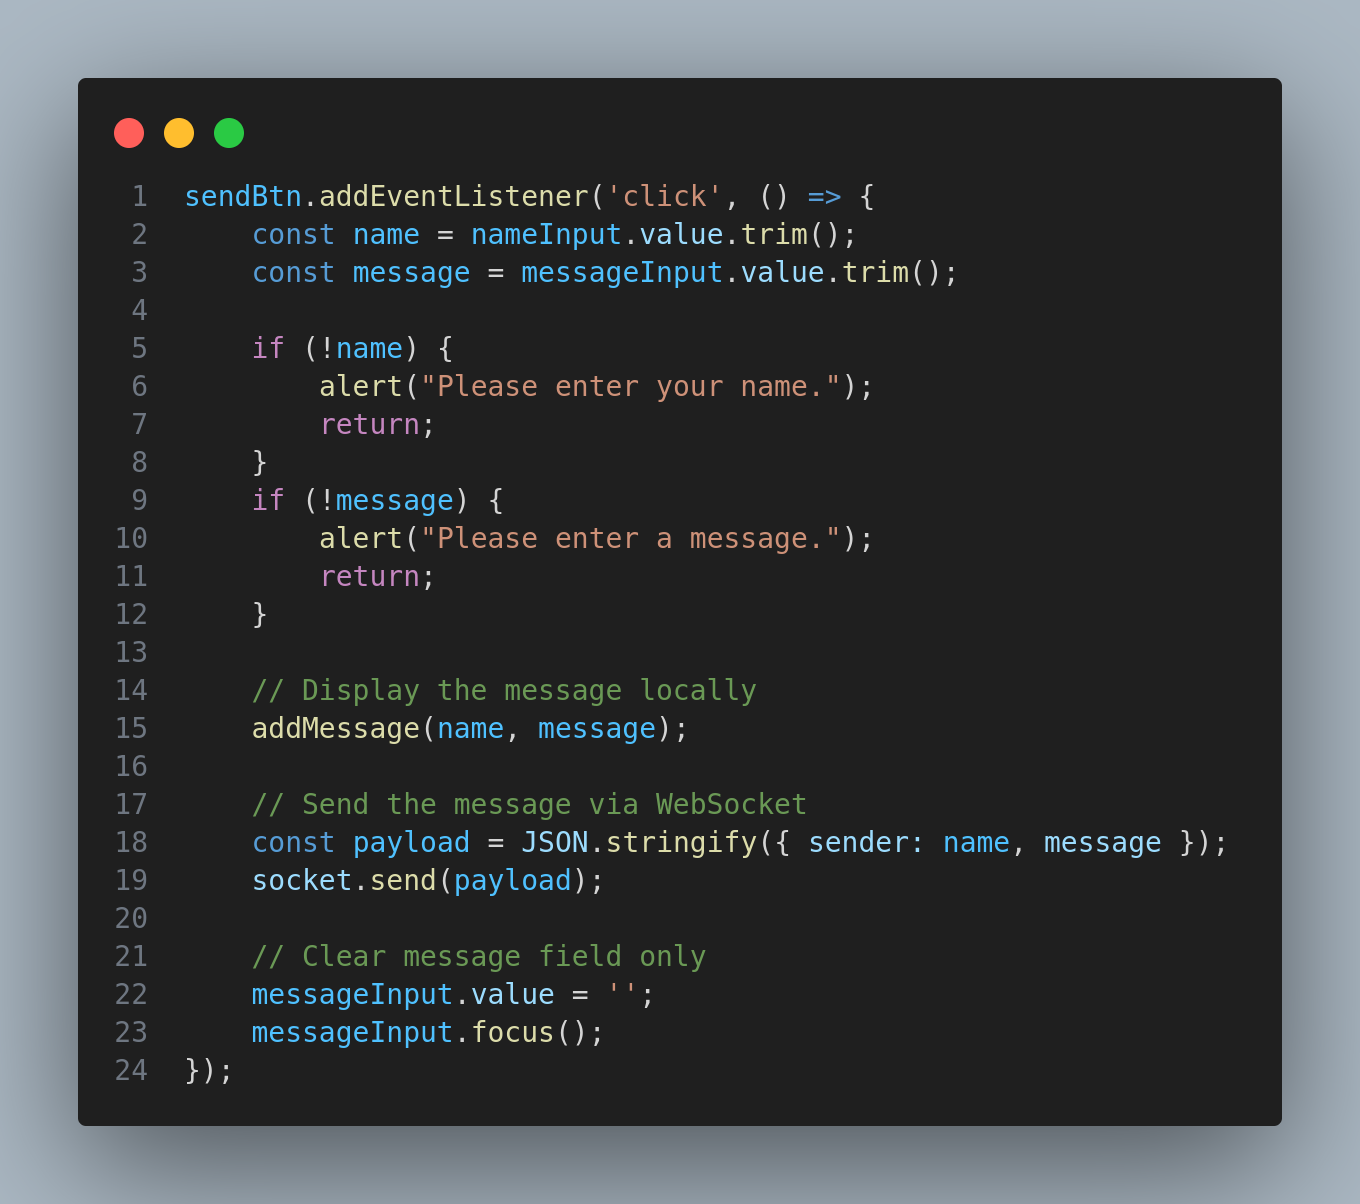 1 sendBtn.addEventListener('click', () => {
2     const name = nameInput.value.trim();
3     const message = messageInput.value.trim();
4
5     if (!name) {
6         alert("Please enter your name.");
7         return;
8     }
9     if (!message) {
10         alert("Please enter a message.");
11         return;
12     }
13
14     // Display the message locally
15     addMessage(name, message);
16
17     // Send the message via WebSocket
18     const payload = JSON.stringify({ sender: name, message });
19     socket.send(payload);
20
21     // Clear message field only
22     messageInput.value = '';
23     messageInput.focus();
24 });